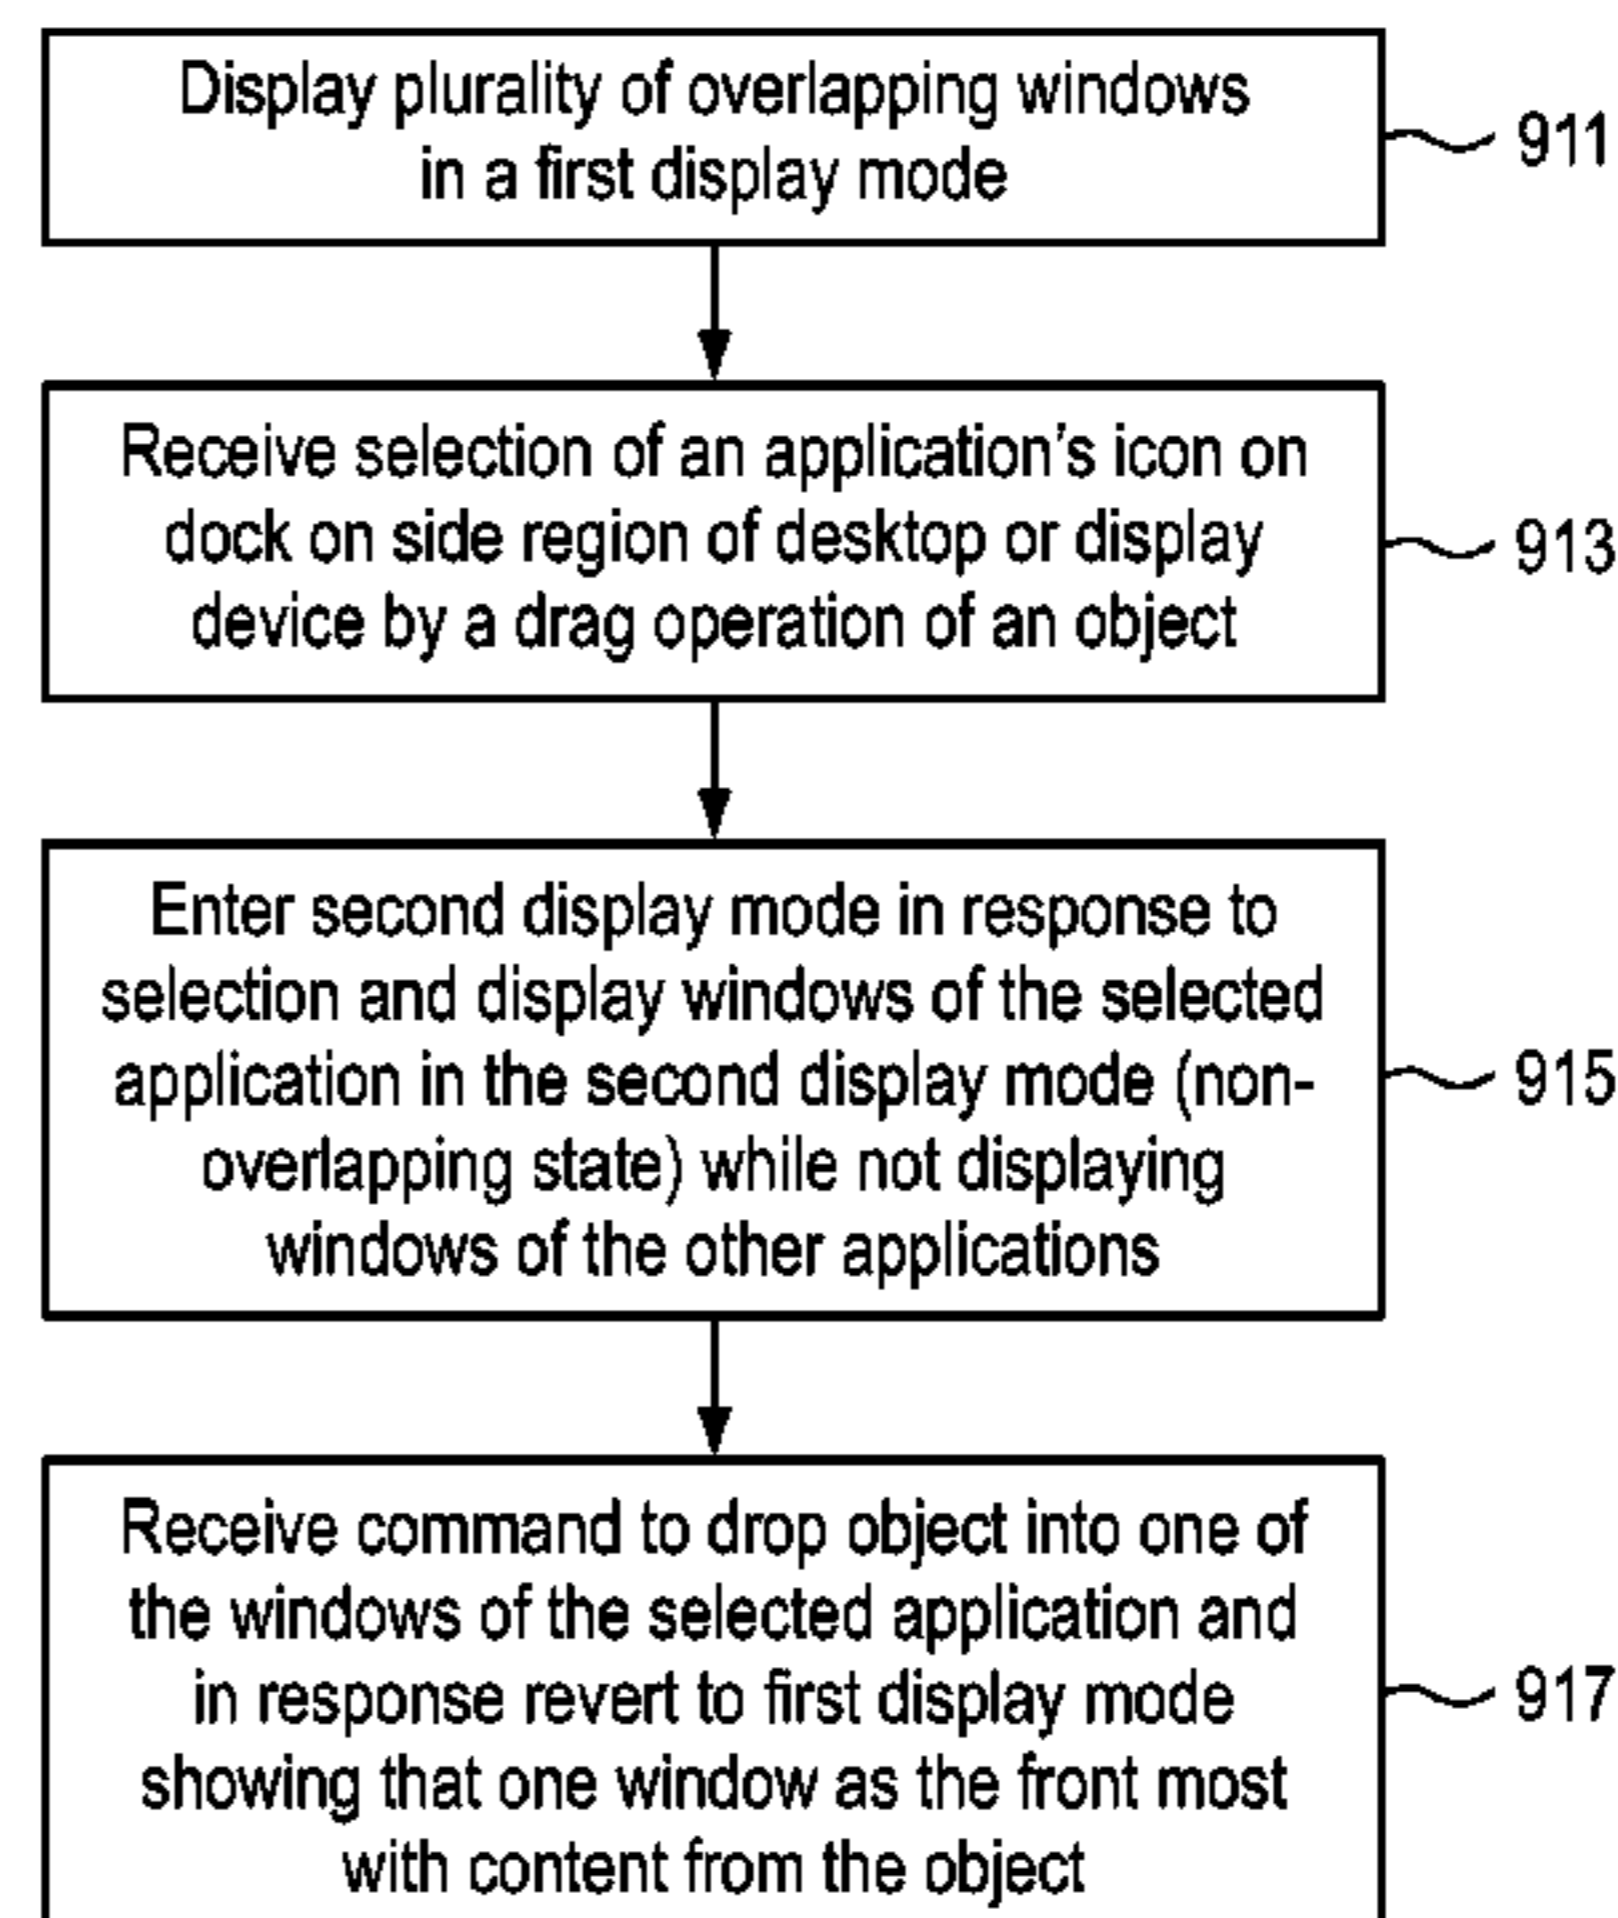 Display plurality of overlapping windows
in a first display mode
911
Receive selection of an application's icon on
dock on side region of desktop or display
device by a drag operation of an object
913
Enter second display mode in response to
selection and display windows of the selected
application in the second display mode (non-
overlapping state) while not displaying
windows of the other applications
915
Receive command to drop object into one of
the windows of the selected application and
in response revert to first display mode
showing that one window as the front most
with content from the object
917